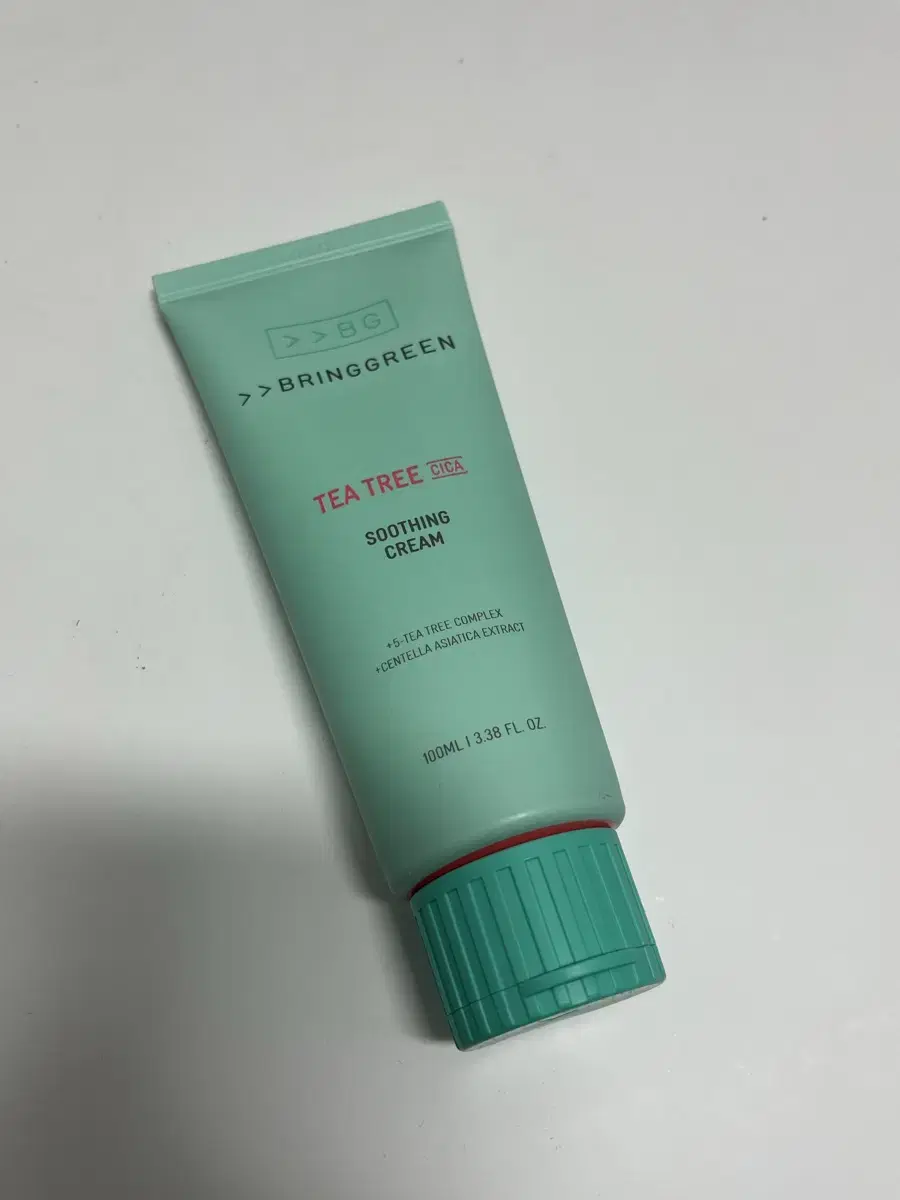 >>BG
>>BRINGGREEN
TEA TREE CICA
SOOTHING
CREAM
+5-TEA TREE COMPLEX
+CENTELLA ASIATICA EXTRACT
100ML | 3.38 FL. OZ.